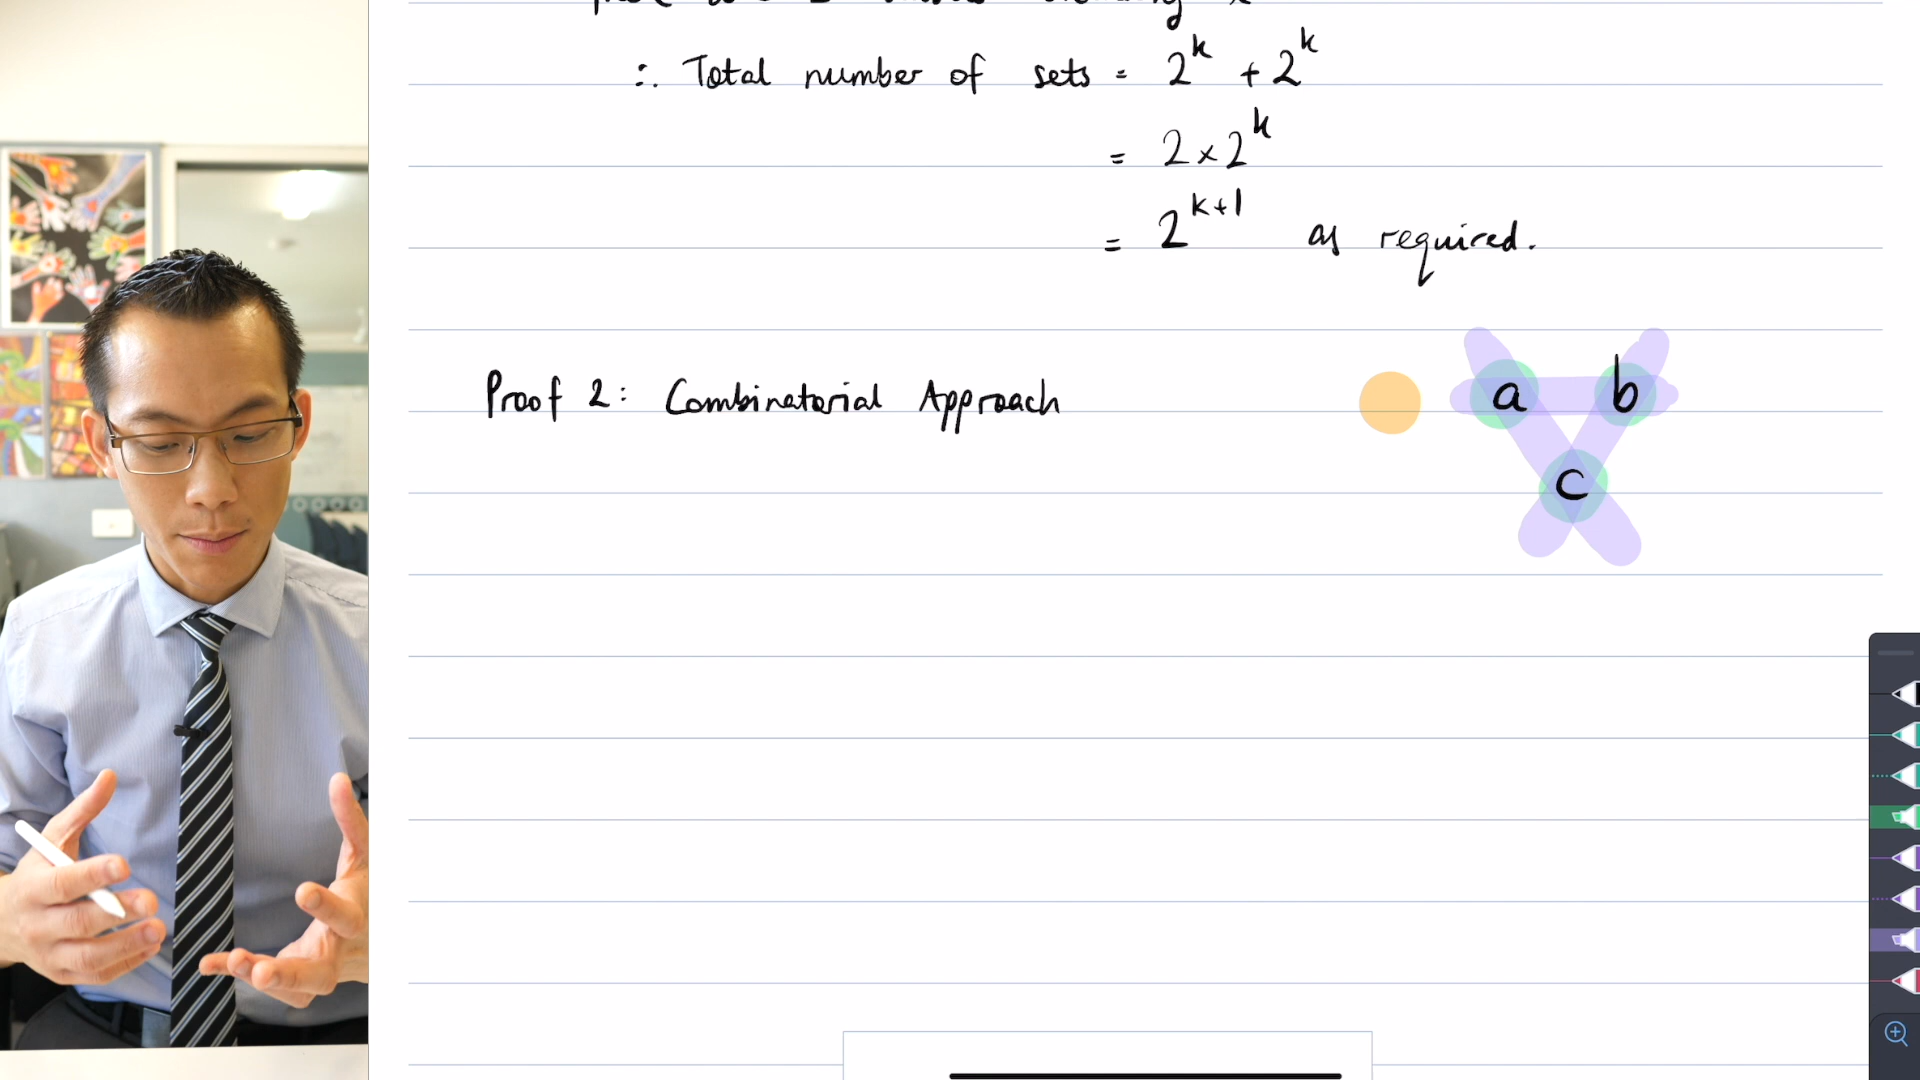 ∴ Total number of sets = 2^k + 2^k
= 2 × 2^k
= 2^(k+1) as required.
Proof 2: Combinatorial Approach
a b
c